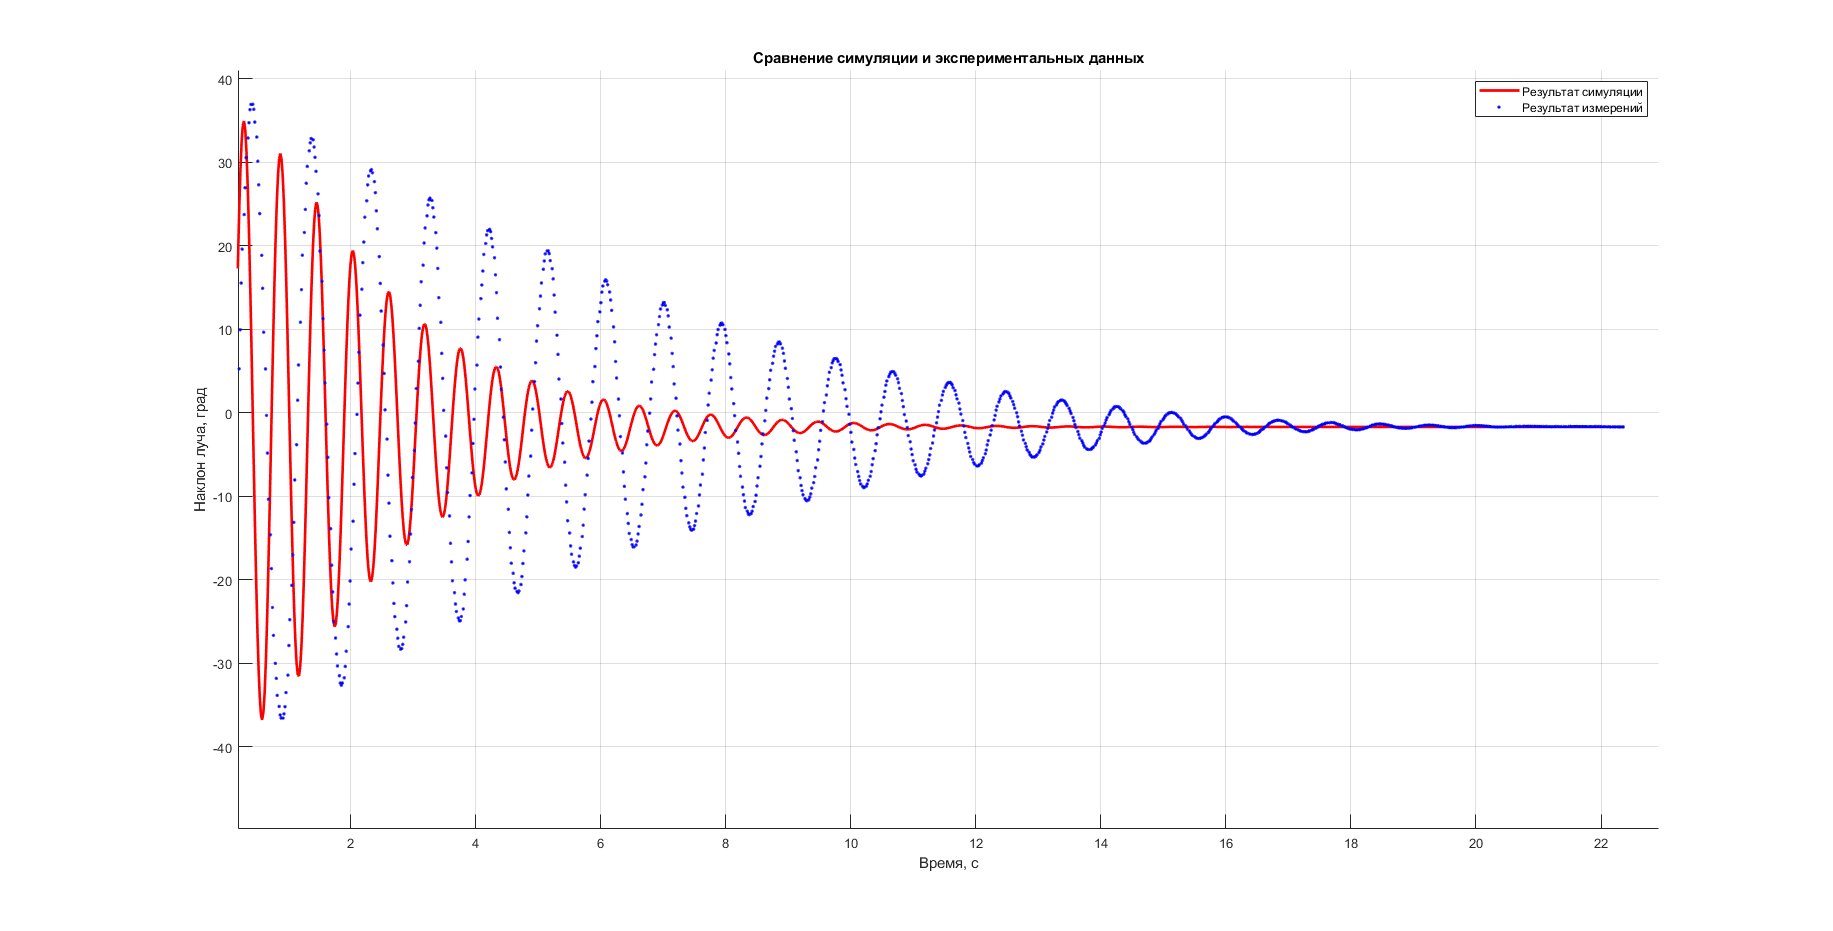 Сравнение симуляции и экспериментальных данных
Результат симуляции
Результат измерений
Наклон луча, град
40
30
20
10
0
-10
-20
-30
-40
2 4 6 8 10 12 14 16 18 20 22
Время, с